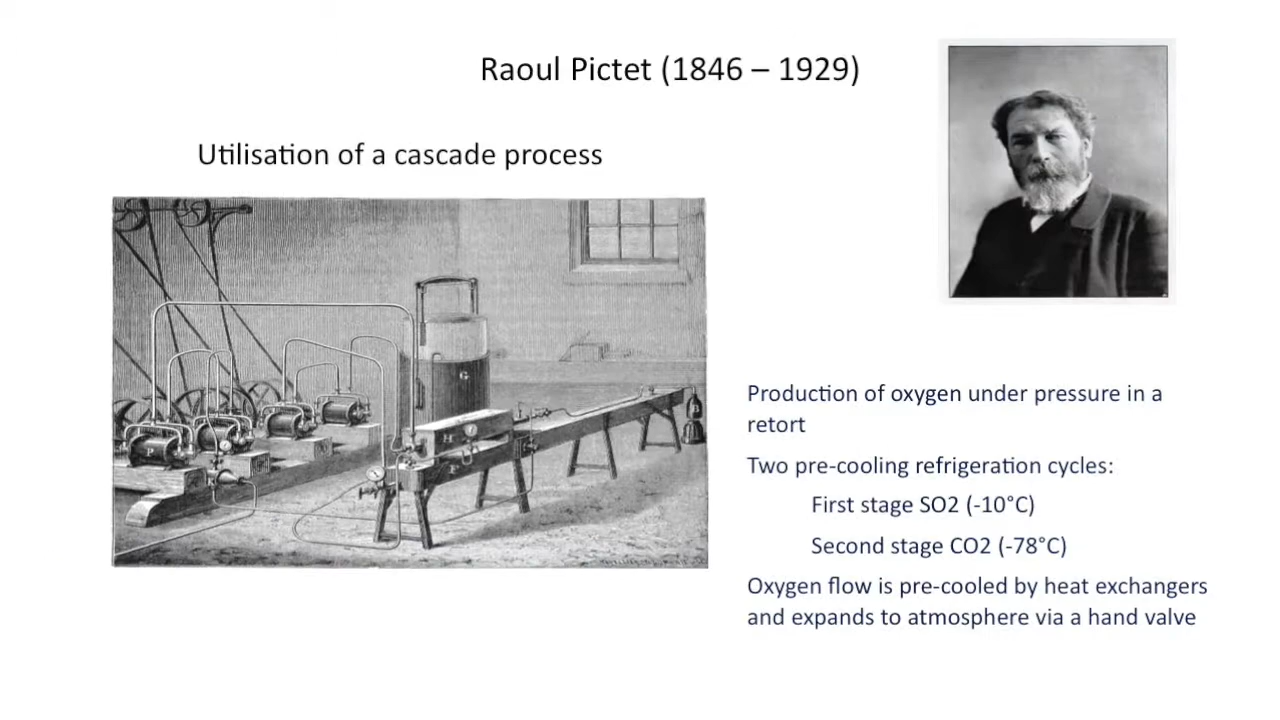 Raoul Pictet (1846 – 1929)
Utilisation of a cascade process
P
G
H
Production of oxygen under pressure in a
retort
Two pre-cooling refrigeration cycles:
First stage SO2 (-10°C)
Second stage CO2 (-78°C)
Oxygen flow is pre-cooled by heat exchangers
and expands to atmosphere via a hand valve